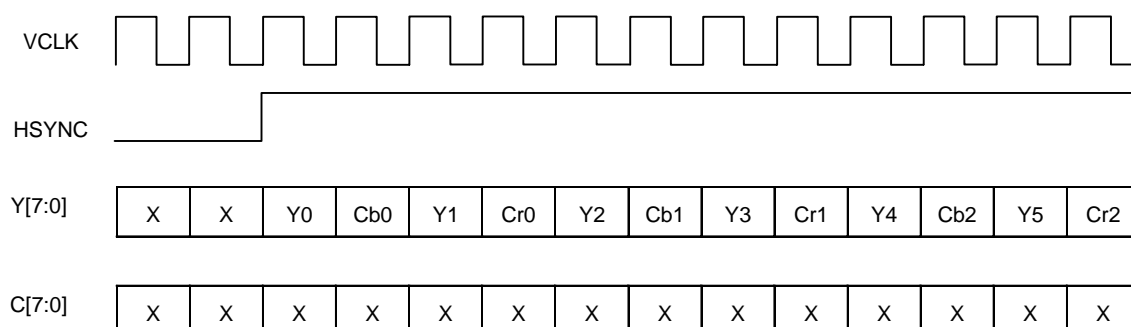 VCLK
HSYNC
Y[7:0] X X Y0 Cb0 Y1 Cr0 Y2 Cb1 Y3 Cr1 Y4 Cb2 Y5 Cr2
C[7:0] X X X X X X X X X X X X X X